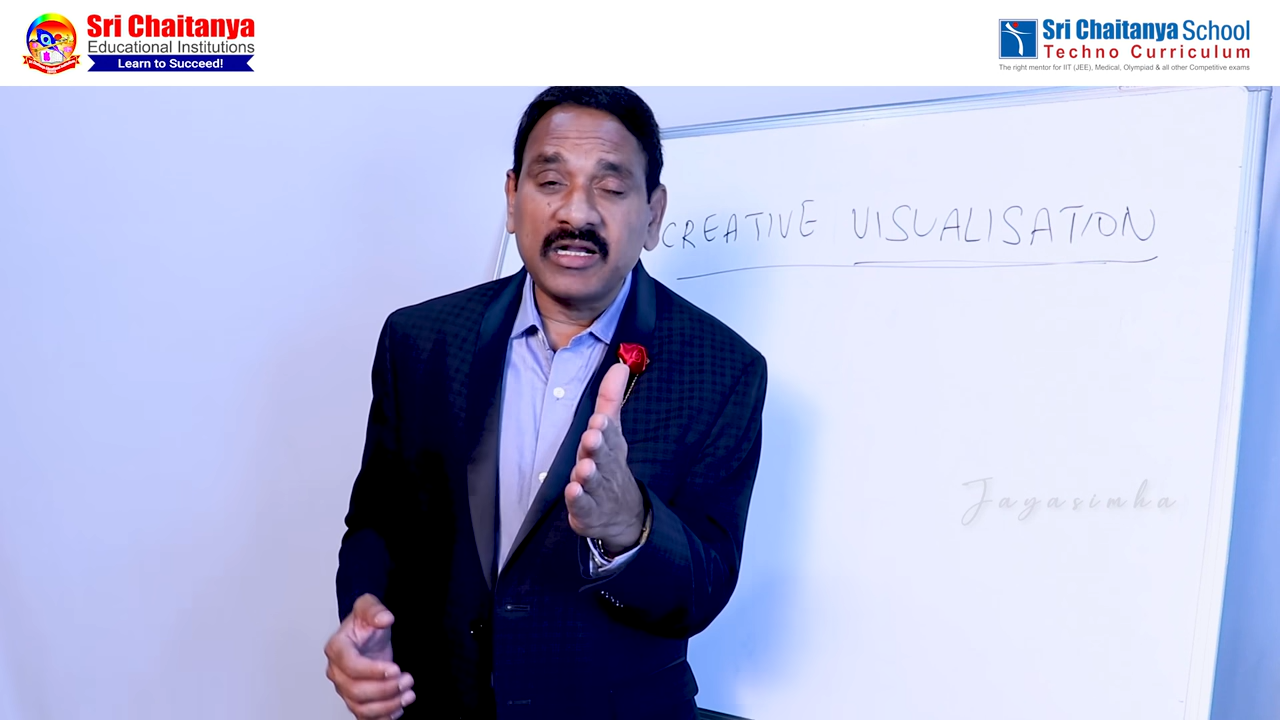 Sri Chaitanya
Educational Institutions
Learn to Succeed!
Sri Chaitanya School
Techno Curriculum
The right mentor for IIT (JEE), Medical, Olympiad & all other Competitive exams
CREATIVE VISUALISATION
Jayasimha